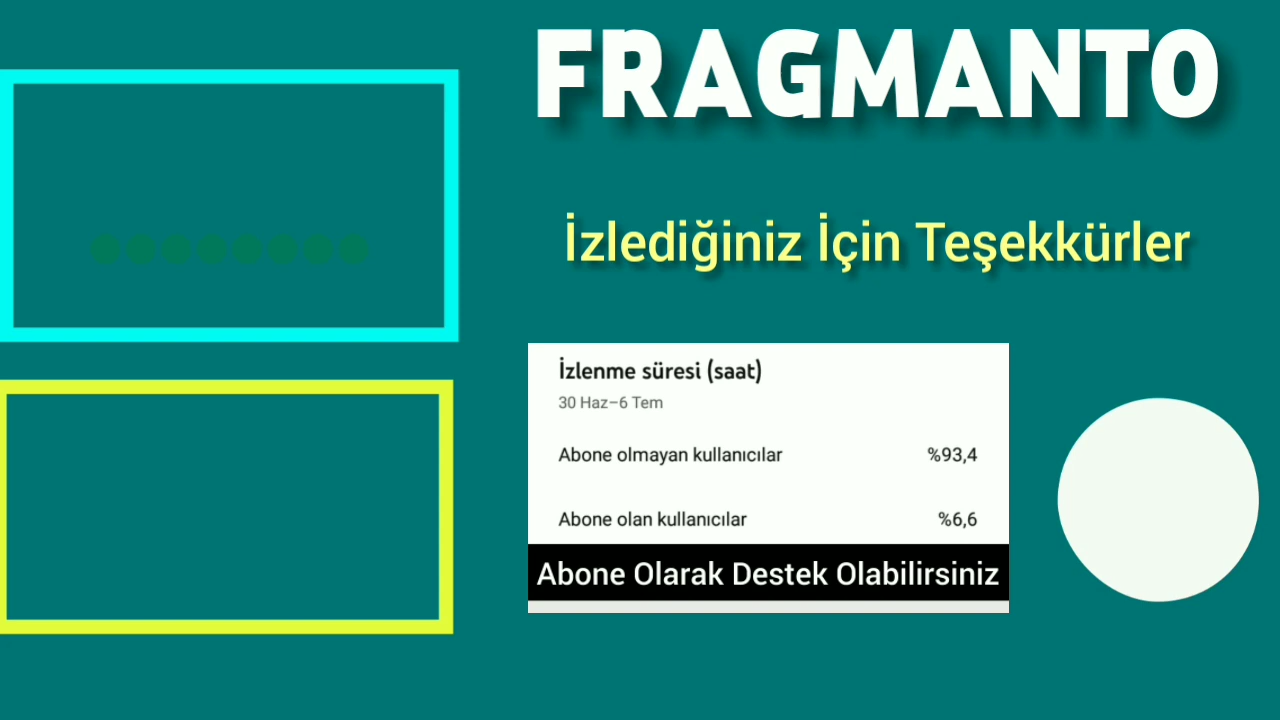 FRAGMANTO
İzlediğiniz İçin Teşekkürler
İzlenme süresi (saat)
30 Haz–6 Tem
Abone olmayan kullanıcılar %93,4
Abone olan kullanıcılar %6,6
Abone Olarak Destek Olabilirsiniz